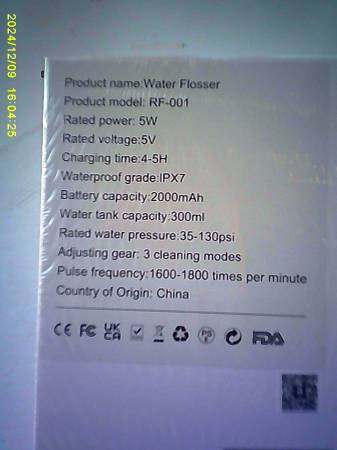 2024/12/09 16:04:25
Product name:Water Flosser
Product model: RF-001
Rated power: 5W
Rated voltage:5V
Charging time:4-5H
Waterproof grade:IPX7
Battery capacity:2000mAh
Water tank capacity:300ml
Rated water pressure:35-130psi
Adjusting gear: 3 cleaning modes
Pulse frequency:1600-1800 times per minute
Country of Origin: China
CE FC UK CA PS FDA